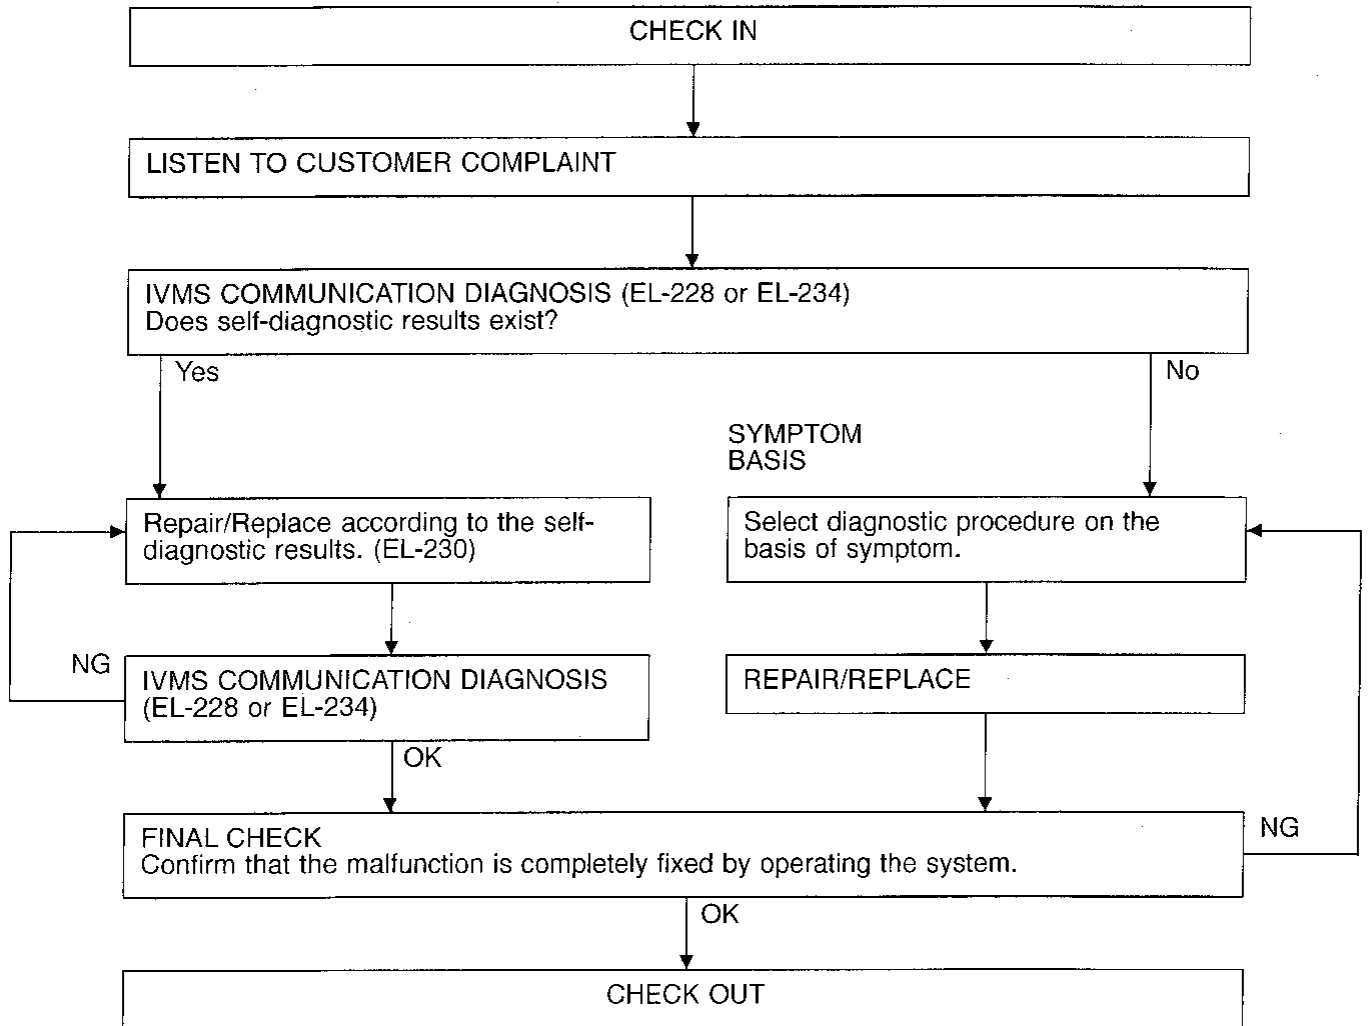 CHECK IN
LISTEN TO CUSTOMER COMPLAINT
IVMS COMMUNICATION DIAGNOSIS (EL-228 or EL-234)
Does self-diagnostic results exist?
Yes
No
SYMPTOM
BASIS
Repair/Replace according to the self-
diagnostic results. (EL-230)
Select diagnostic procedure on the
basis of symptom.
NG
IVMS COMMUNICATION DIAGNOSIS
(EL-228 or EL-234)
REPAIR/REPLACE
OK
FINAL CHECK
Confirm that the malfunction is completely fixed by operating the system.
NG
OK
CHECK OUT